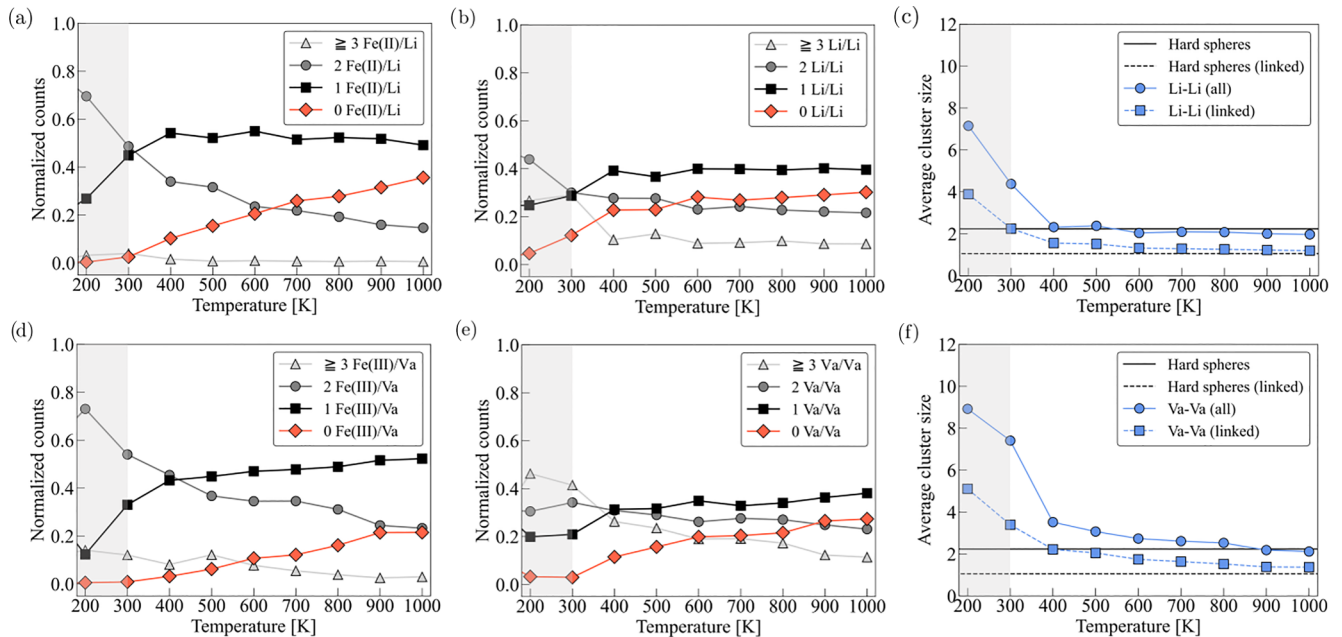 (a)
1.0
0.8
0.6
0.4
0.2
0.0
Normalized counts
≧ 3 Fe(II)/Li
2 Fe(II)/Li
1 Fe(II)/Li
0 Fe(II)/Li
200 300 400 500 600 700 800 900 1000
Temperature [K]
(b)
1.0
0.8
0.6
0.4
0.2
0.0
Normalized counts
≧ 3 Li/Li
2 Li/Li
1 Li/Li
0 Li/Li
200 300 400 500 600 700 800 900 1000
Temperature [K]
(c)
12
10
8
6
4
2
0
Average cluster size
Hard spheres
Hard spheres (linked)
Li-Li (all)
Li-Li (linked)
200 300 400 500 600 700 800 900 1000
Temperature [K]
(d)
1.0
0.8
0.6
0.4
0.2
0.0
Normalized counts
≧ 3 Fe(III)/Va
2 Fe(III)/Va
1 Fe(III)/Va
0 Fe(III)/Va
200 300 400 500 600 700 800 900 1000
Temperature [K]
(e)
1.0
0.8
0.6
0.4
0.2
0.0
Normalized counts
≧ 3 Va/Va
2 Va/Va
1 Va/Va
0 Va/Va
200 300 400 500 600 700 800 900 1000
Temperature [K]
(f)
12
10
8
6
4
2
0
Average cluster size
Hard spheres
Hard spheres (linked)
Va-Va (all)
Va-Va (linked)
200 300 400 500 600 700 800 900 1000
Temperature [K]